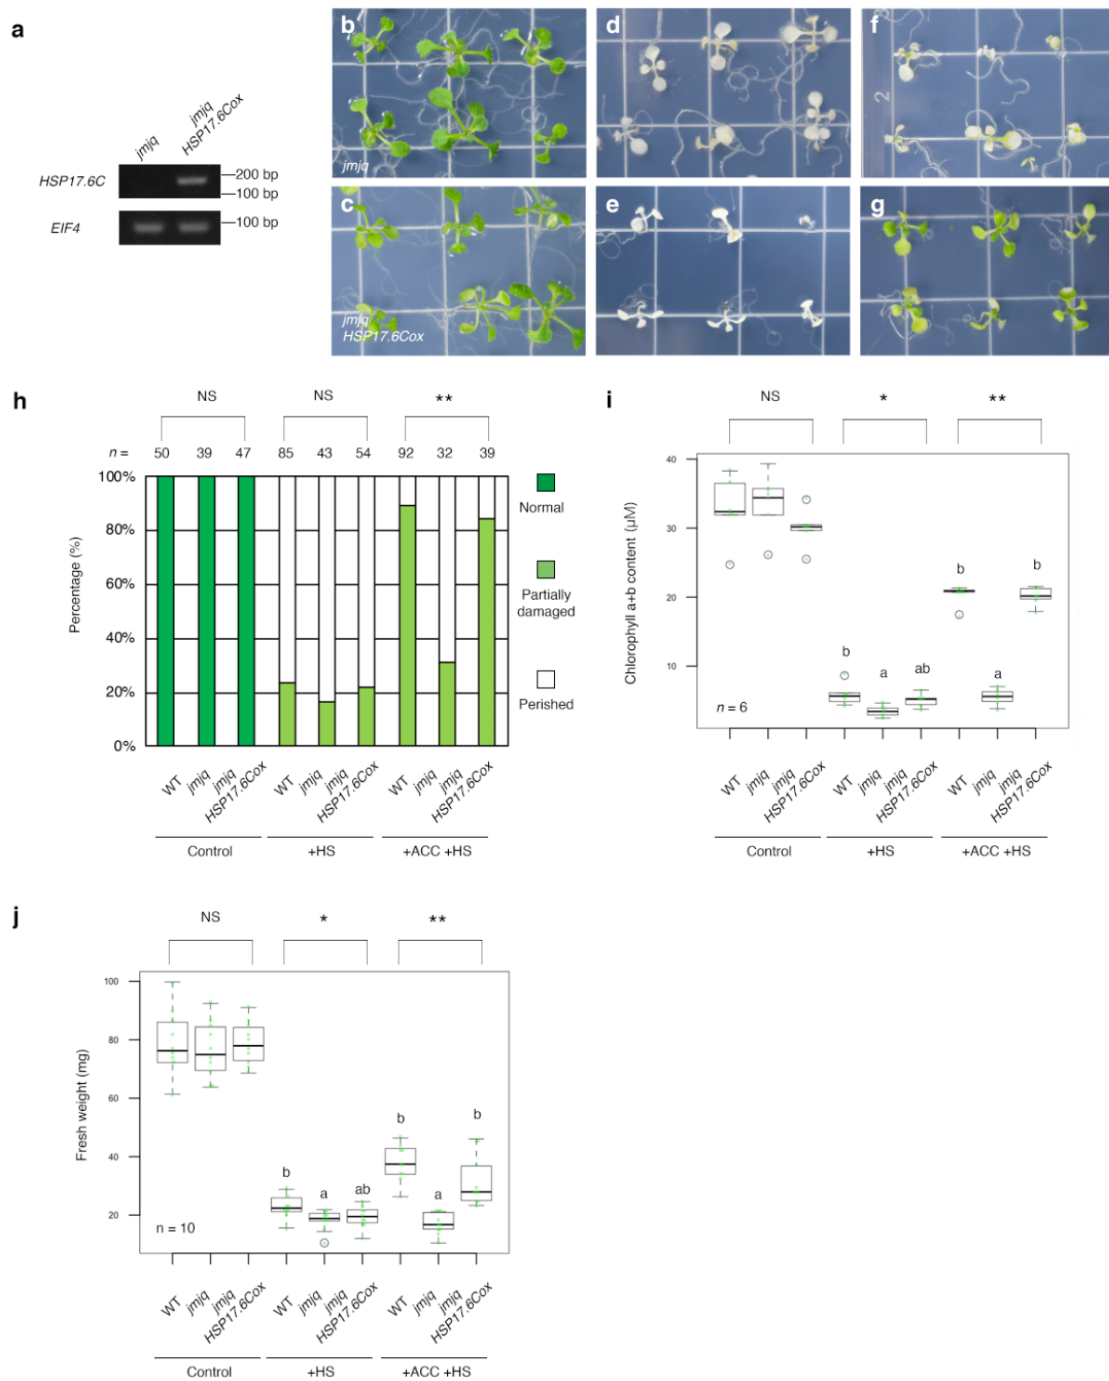 a
jmjq
jmjq
HSP17.6Cox
HSP17.6C
200 bp
100 bp
EIF4
100 bp
b
jmjq
d
f
2
c
jmjq
HSP17.6Cox
e
g
h
NS
NS
**
n =
50
39
47
85
43
54
92
32
39
100%
80%
60%
40%
20%
0%
Percentage (%)
Normal
Partially
damaged
Perished
WT
jmjq
jmjq
HSP17.6Cox
WT
jmjq
jmjq
HSP17.6Cox
WT
jmjq
jmjq
HSP17.6Cox
Control
+HS
+ACC +HS
i
NS
*
**
40
30
20
10
Chlorophyll a+b content (µM)
b
a
ab
b
a
b
n = 6
WT
jmjq
jmjq
HSP17.6Cox
WT
jmjq
jmjq
HSP17.6Cox
WT
jmjq
jmjq
HSP17.6Cox
Control
+HS
+ACC +HS
j
NS
*
**
100
80
60
40
20
Fresh weight (mg)
b
a
ab
b
a
b
n = 10
WT
jmjq
jmjq
HSP17.6Cox
WT
jmjq
jmjq
HSP17.6Cox
WT
jmjq
jmjq
HSP17.6Cox
Control
+HS
+ACC +HS